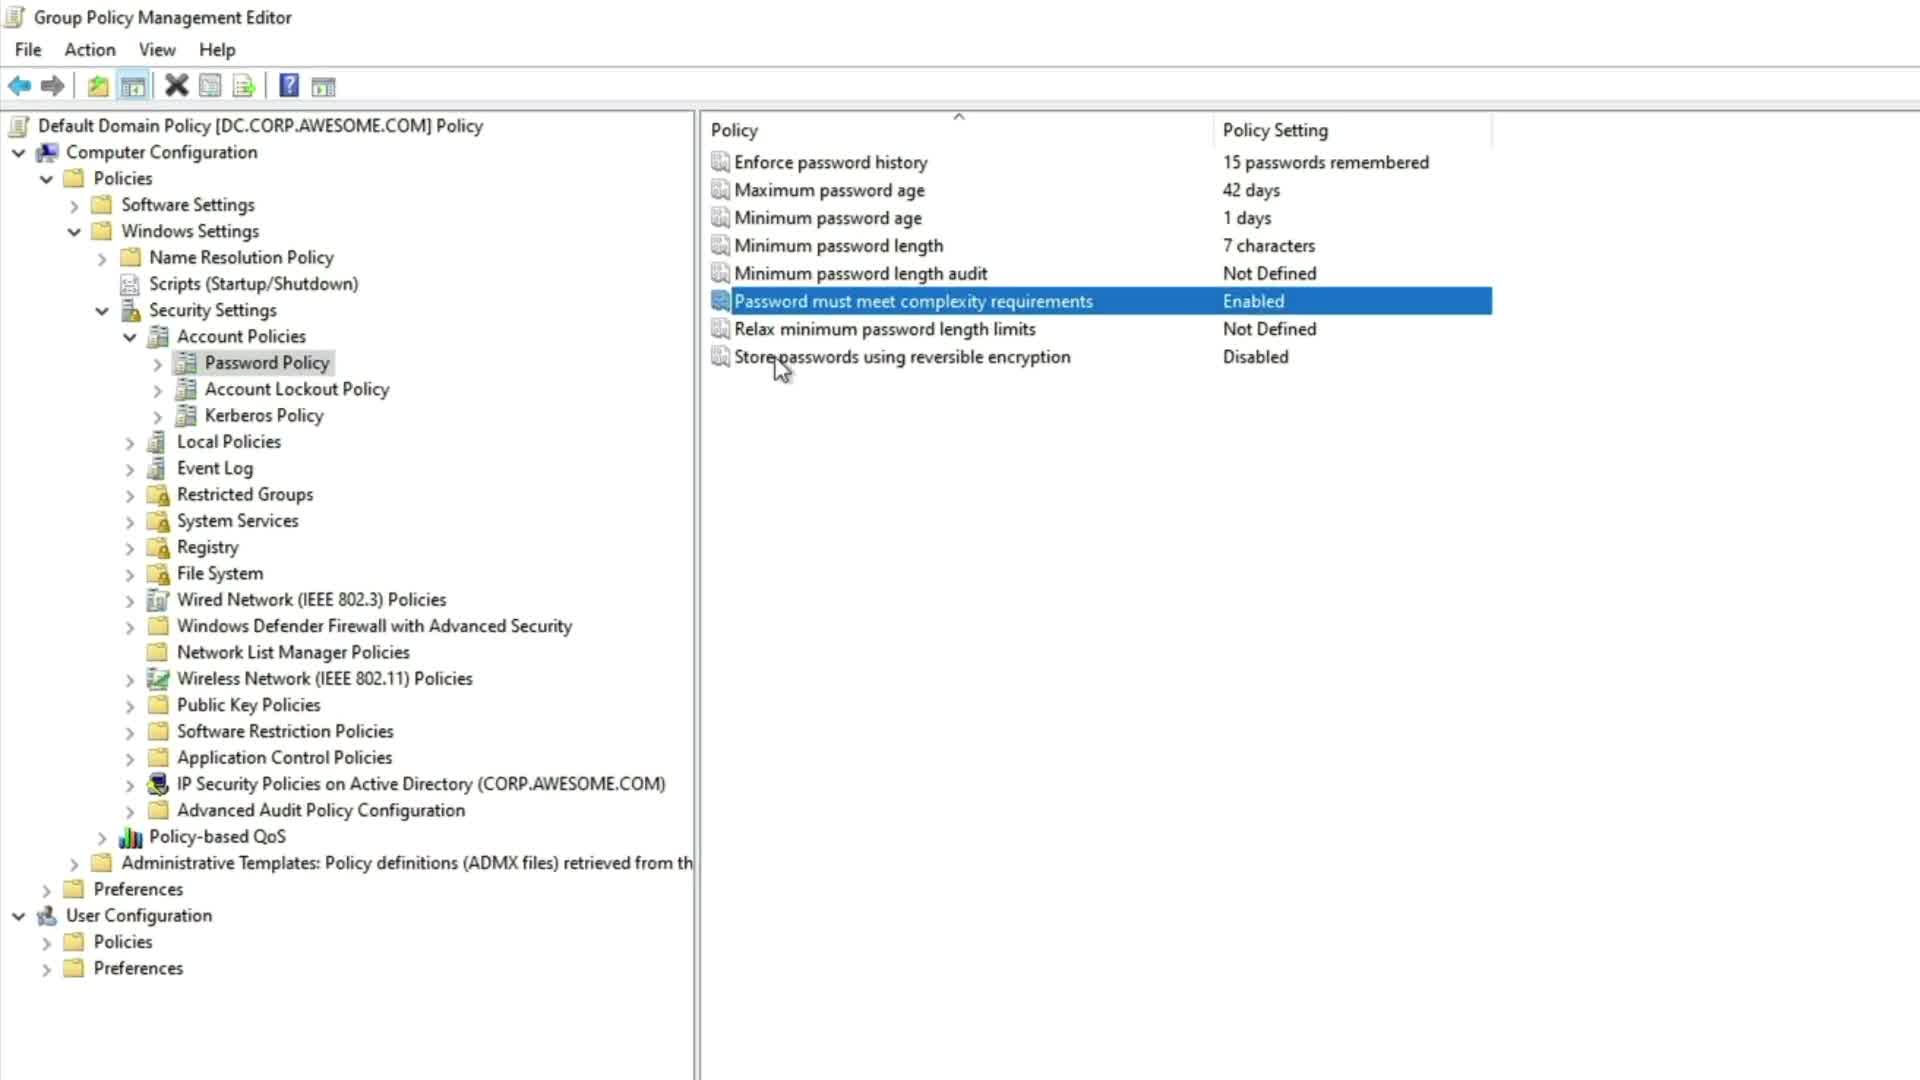 Group Policy Management Editor
File Action View Help
Default Domain Policy [DC.CORP.AWESOME.COM] Policy
Computer Configuration
Policies
Software Settings
Windows Settings
Name Resolution Policy
Scripts (Startup/Shutdown)
Security Settings
Account Policies
Password Policy
Account Lockout Policy
Kerberos Policy
Local Policies
Event Log
Restricted Groups
System Services
Registry
File System
Wired Network (IEEE 802.3) Policies
Windows Defender Firewall with Advanced Security
Network List Manager Policies
Wireless Network (IEEE 802.11) Policies
Public Key Policies
Software Restriction Policies
Application Control Policies
IP Security Policies on Active Directory (CORP.AWESOME.COM)
Advanced Audit Policy Configuration
Policy-based QoS
Administrative Templates: Policy definitions (ADMX files) retrieved from th
Preferences
User Configuration
Policies
Preferences
Policy Policy Setting
Enforce password history 15 passwords remembered
Maximum password age 42 days
Minimum password age 1 days
Minimum password length 7 characters
Minimum password length audit Not Defined
Password must meet complexity requirements Enabled
Relax minimum password length limits Not Defined
Store passwords using reversible encryption Disabled